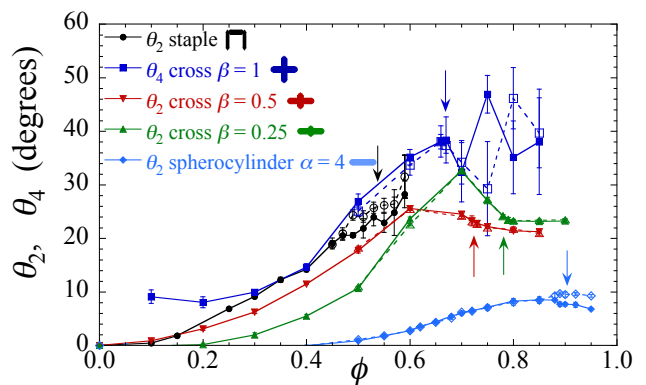 60
50
40
30
20
10
0
θ₂, θ₄ (degrees)
θ₂ staple
θ₄ cross β = 1
θ₂ cross β = 0.5
θ₂ cross β = 0.25
θ₂ spherocylinder α = 4
0.0 0.2 0.4 0.6 0.8 1.0
ϕ